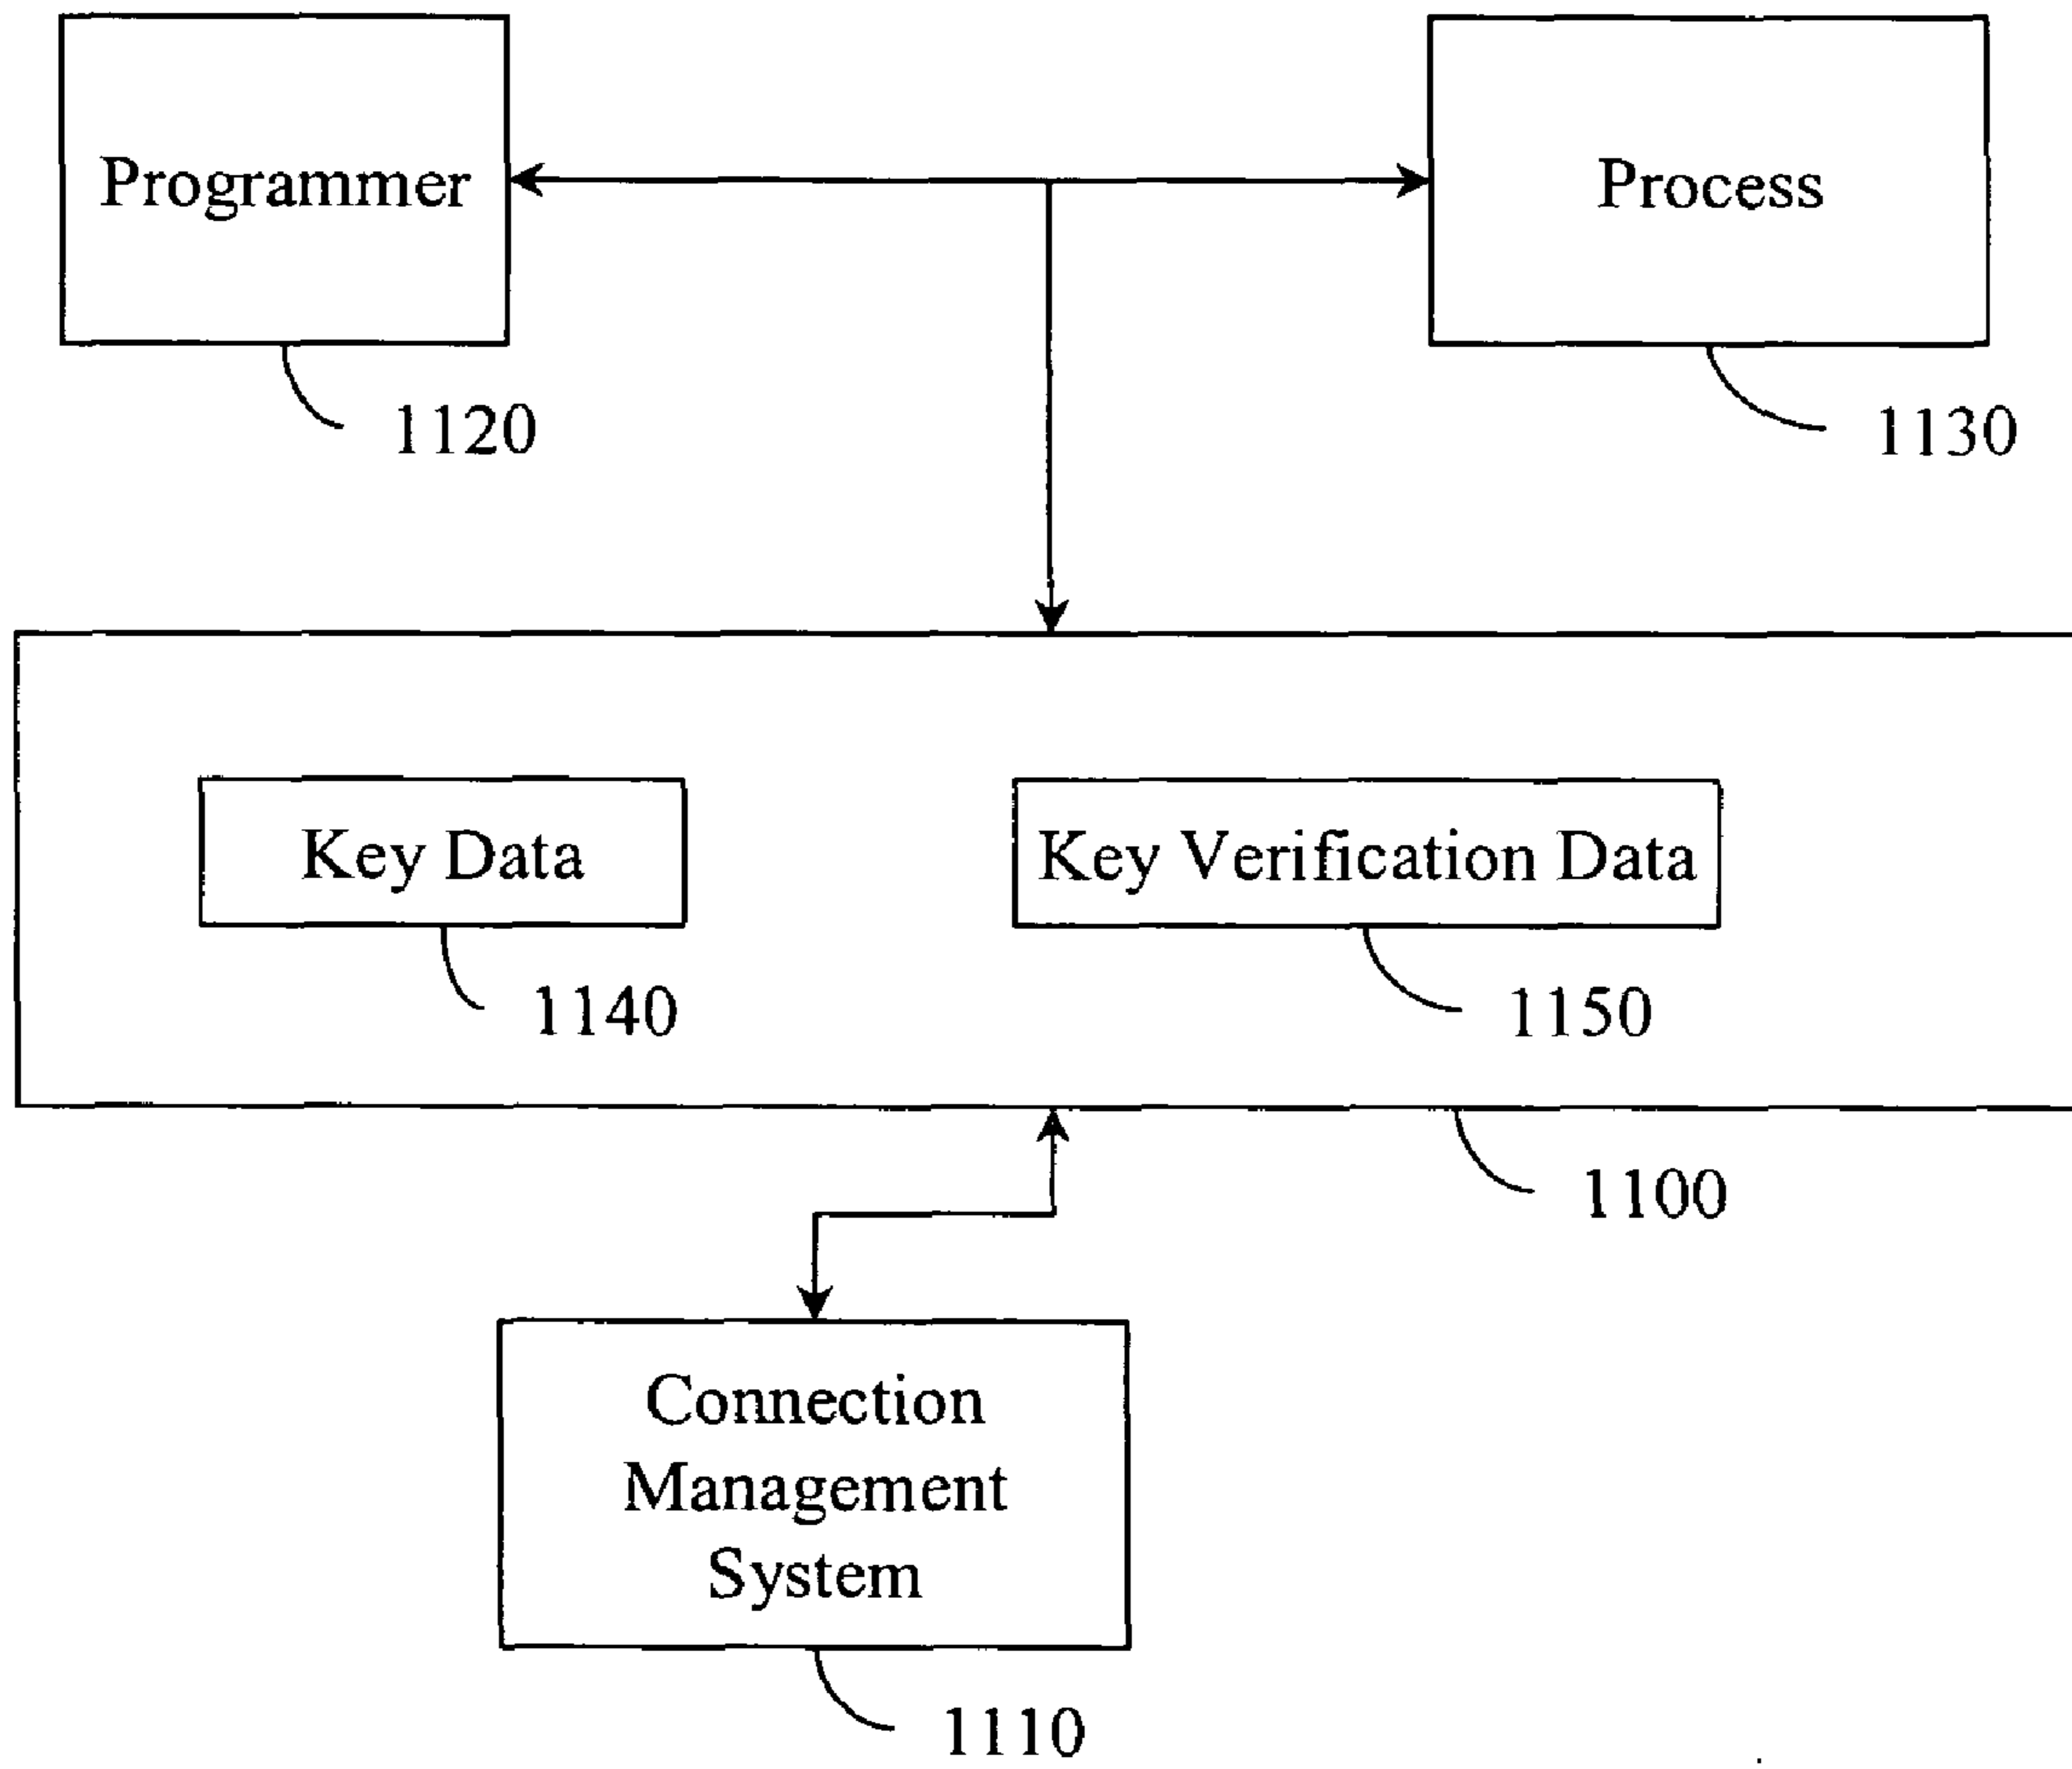 Programmer
Process
1120
1130
Key Data
Key Verification Data
1140
1150
1100
Connection
Management
System
1110